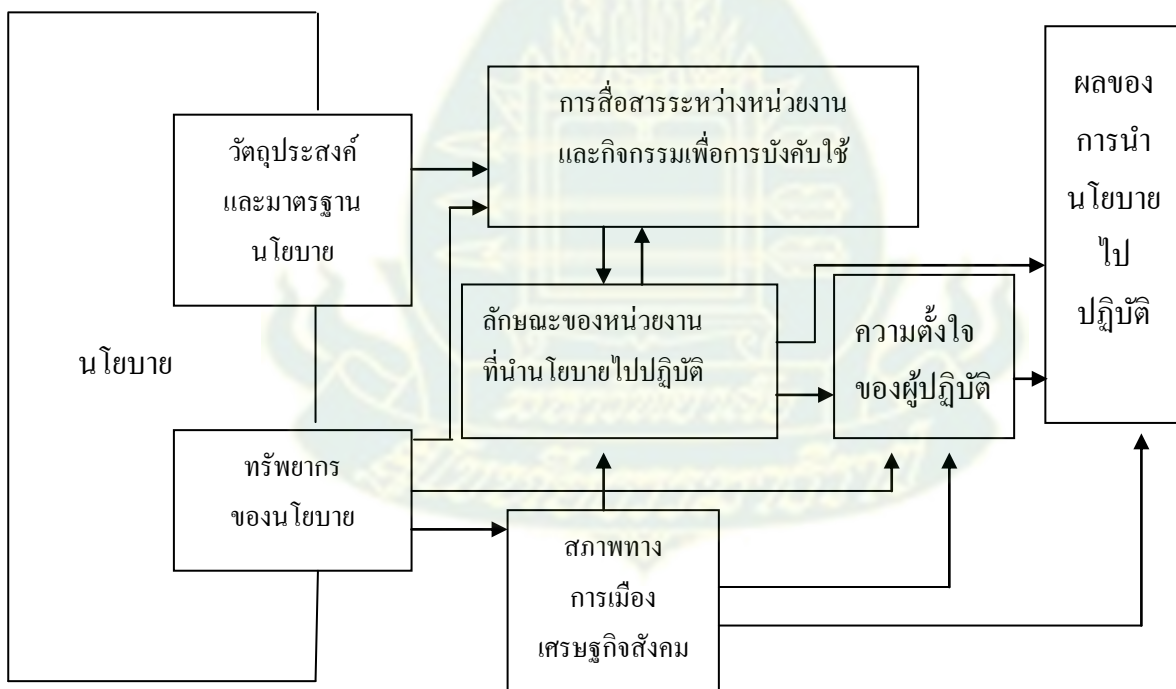 นโยบาย
วัตถุประสงค์
และมาตรฐาน
นโยบาย
ทรัพยากร
ของนโยบาย
การสื่อสารระหว่างหน่วยงาน
และกิจกรรมเพื่อการบังคับใช้
ลักษณะของหน่วยงาน
ที่นำนโยบายไปปฏิบัติ
สภาพทาง
การเมือง
เศรษฐกิจสังคม
ความตั้งใจ
ของผู้ปฏิบัติ
ผลของ
การนำ
นโยบาย
ไป
ปฏิบัติ